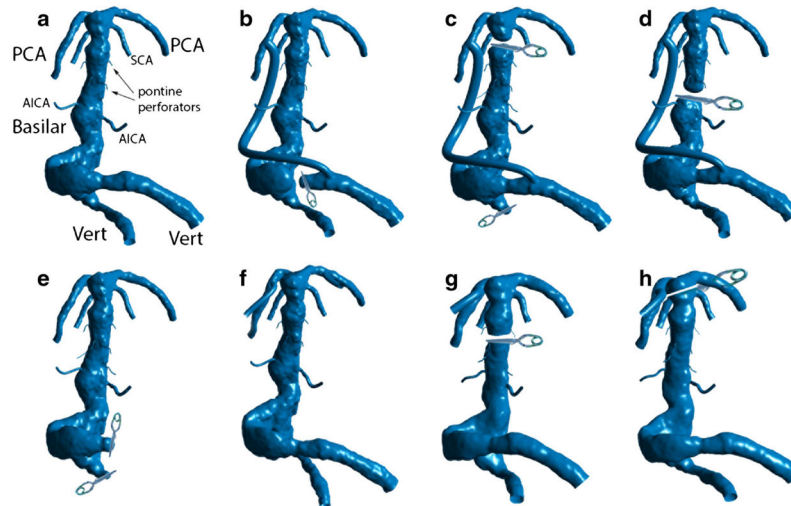 a
b
c
d
PCA
PCA
SCA
pontine
perforators
AICA
Basilar
AICA
Vert
Vert
e
f
g
h